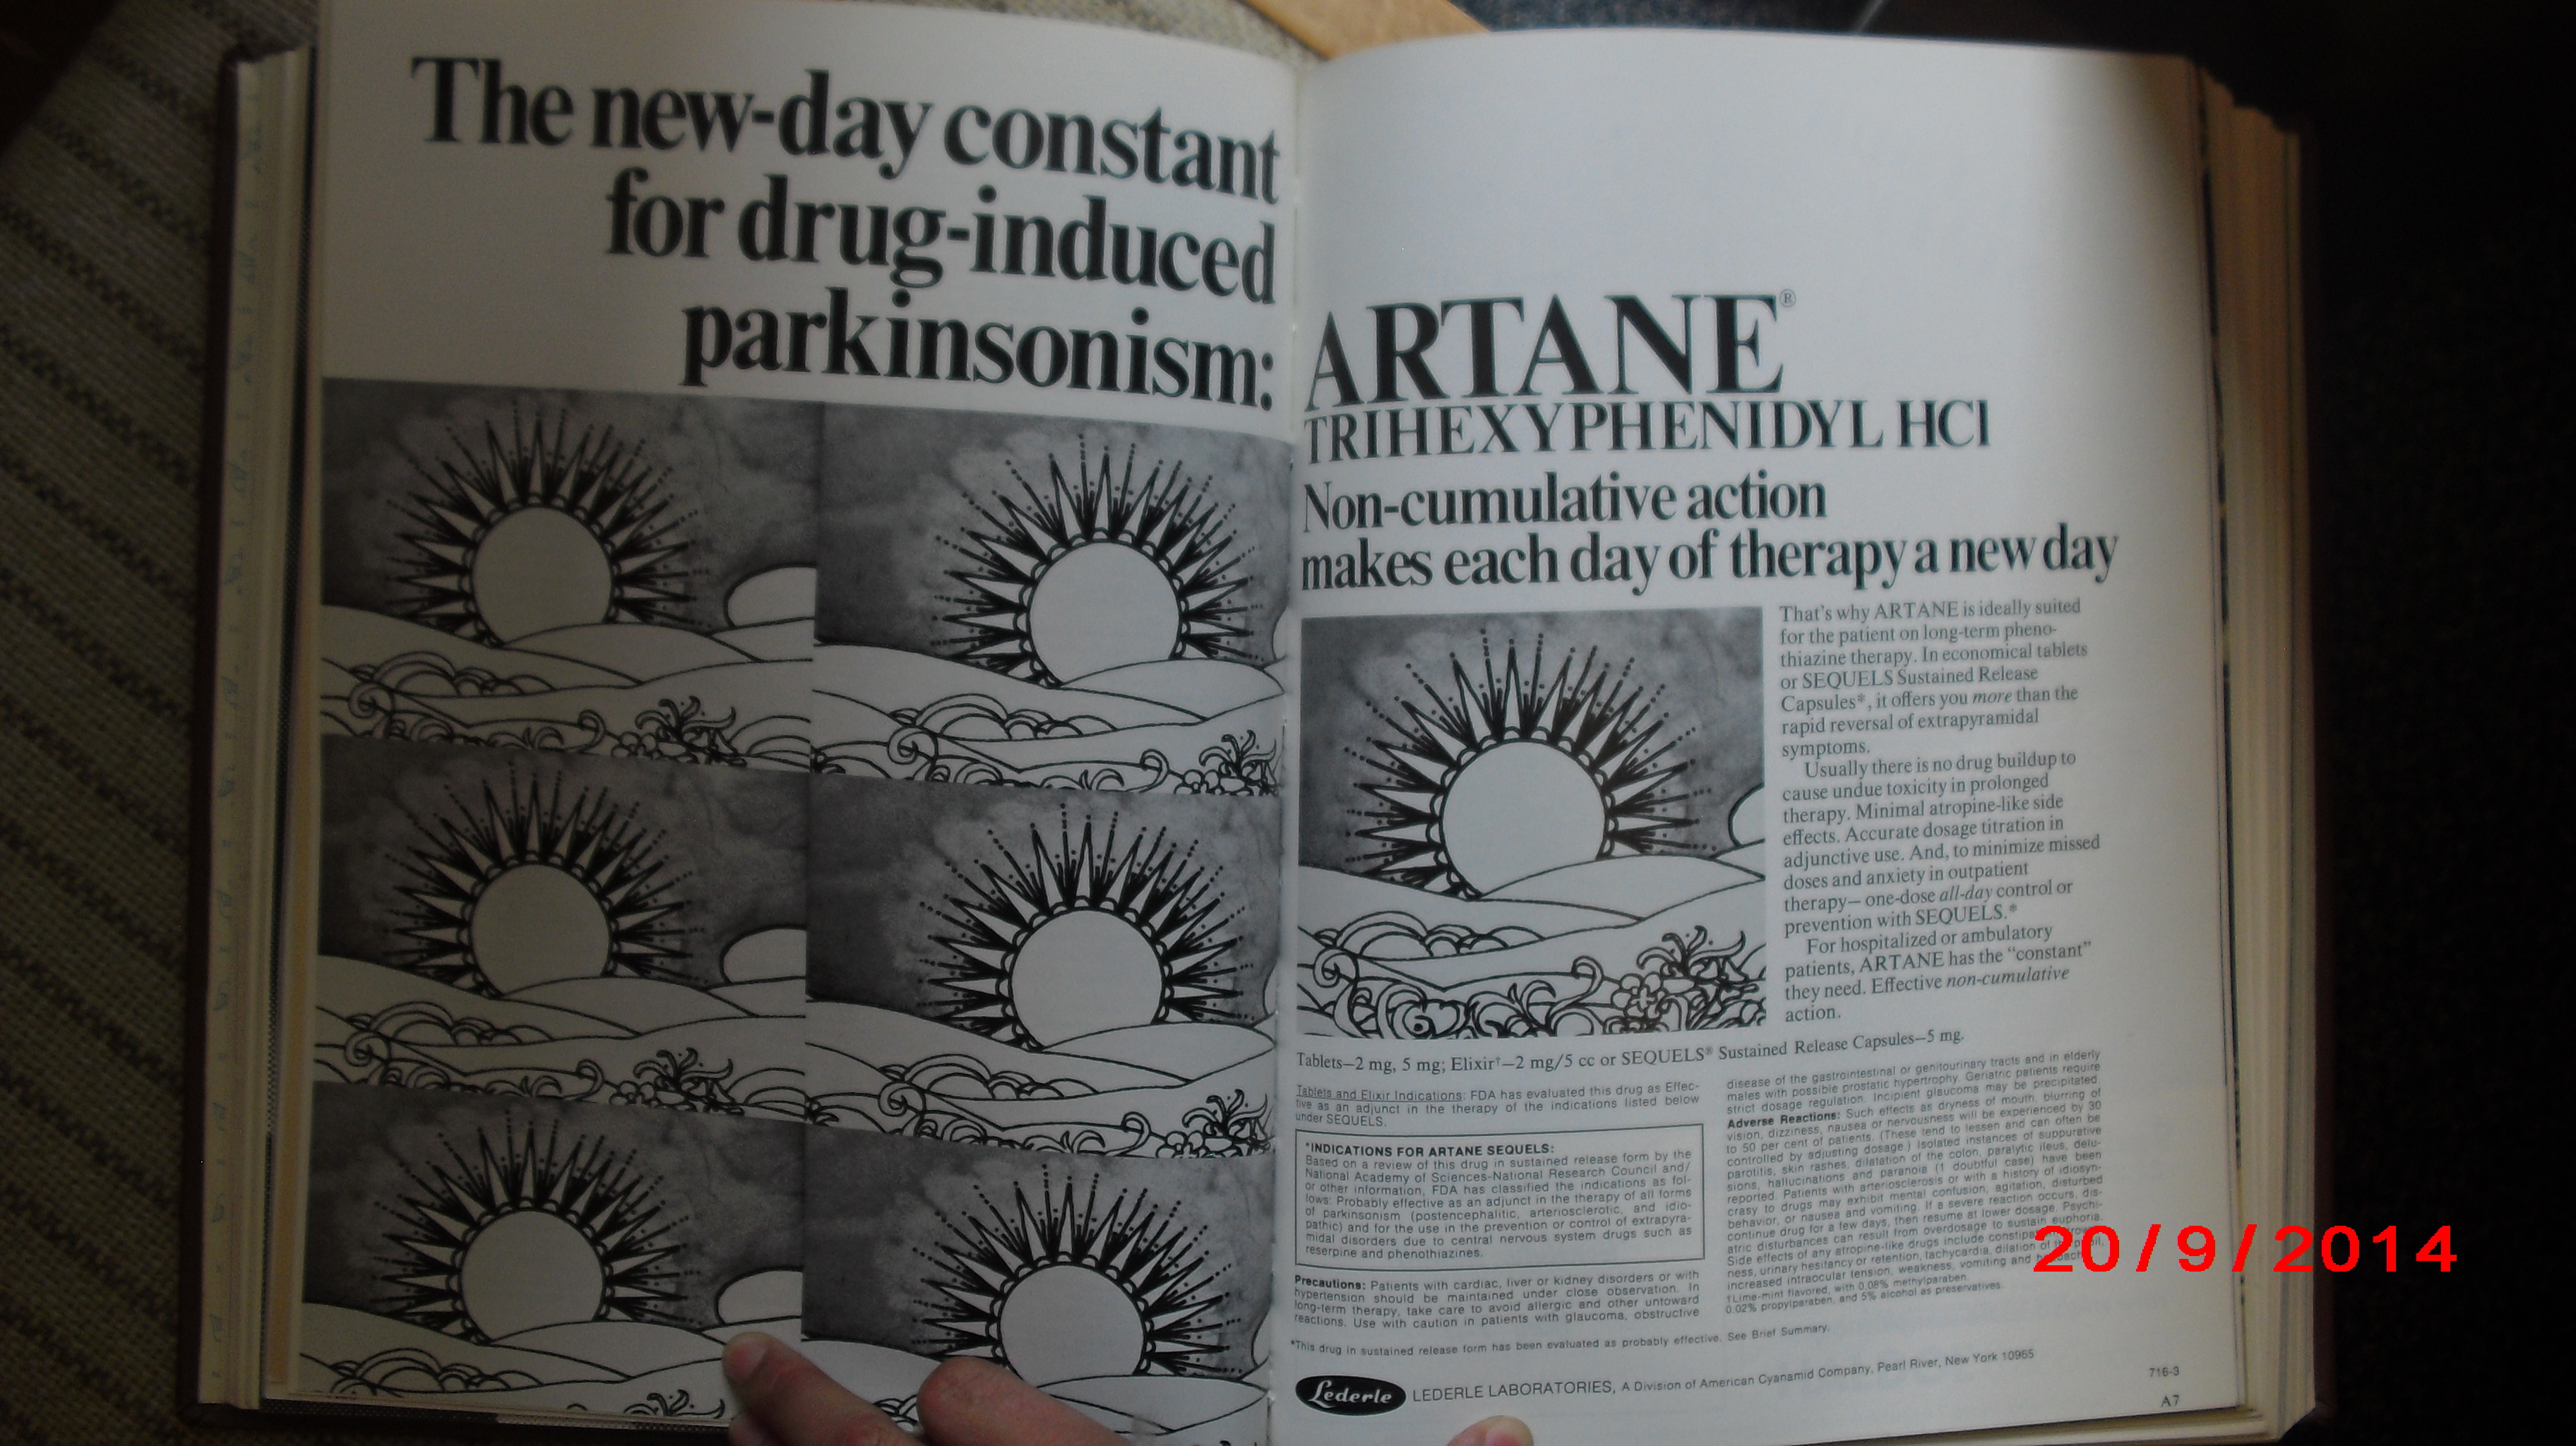 The new-day constant
for drug-induced
parkinsonism:
ARTANE®
TRIHEXYPHENIDYL HCl
Non-cumulative action
makes each day of therapy a new day
That's why ARTANE is ideally suited
for the patient on long-term pheno-
thiazine therapy. In economical tablets
or SEQUELS Sustained Release
Capsules*, it offers you more than the
rapid reversal of extrapyramidal
symptoms.
Usually there is no drug buildup to
cause undue toxicity in prolonged
therapy. Minimal atropine-like side
effects. Accurate dosage titration in
adjunctive use. And, to minimize missed
doses and anxiety in outpatient
therapy— one-dose all-day control or
prevention with SEQUELS.*
For hospitalized or ambulatory
patients, ARTANE has the “constant”
they need. Effective non-cumulative
action.
Tablets—2 mg, 5 mg; Elixir†—2 mg/5 cc or SEQUELS® Sustained Release Capsules—5 mg.
Tablets and Elixir Indications: FDA has evaluated this drug as Effec-
tive as an adjunct in the therapy of the indications listed below
under SEQUELS.
*INDICATIONS FOR ARTANE SEQUELS:
Based on a review of this drug in sustained release form by the
National Academy of Sciences-National Research Council and/
or other information, FDA has classified the indications as fol-
lows: Probably effective as an adjunct in the therapy of all forms
of parkinsonism (postencephalitic, arteriosclerotic, and idio-
pathic) and for the use in the prevention or control of extrapyra-
midal disorders due to central nervous system drugs such as
reserpine and phenothiazines.
Precautions: Patients with cardiac, liver or kidney disorders or with
hypertension should be maintained under close observation. In
long-term therapy, take care to avoid allergic and other untoward
reactions. Use with caution in patients with glaucoma, obstructive
disease of the gastrointestinal or genitourinary tracts and in elderly
males with possible prostatic hypertrophy. Geriatric patients require
strict dosage regulation. Incipient glaucoma may be precipitated.
Adverse Reactions: Such effects as dryness of mouth, blurring of
vision, dizziness, nausea or nervousness will be experienced by 30
to 50 per cent of patients. (These tend to lessen and can often be
controlled by adjusting dosage.) Isolated instances of suppurative
parotitis, skin rashes, dilatation of the colon, paralytic ileus, delu-
sions, hallucinations and paranoia (1 doubtful case) have been
reported. Patients with arteriosclerosis or with a history of idiosyn-
crasy to drugs may exhibit mental confusion, agitation, disturbed
behavior, or nausea and vomiting. If a severe reaction occurs, dis-
continue drug for a few days, then resume at lower dosage. Psychi-
atric disturbances can result from overdosage to sustain euphoria.
Side effects of any atropine-like drugs include
ness, urinary hesitancy or retention, tachycardia, dilation of
increased intraocular tension, weakness, vomiting and
†Lime-mint flavored, with 0.08% methylparaben,
0.02% propylparaben, and 5% alcohol as preservatives.
*This drug in sustained release form has been evaluated as probably effective. See Brief Summary.
Lederle LEDERLE LABORATORIES, A Division of American Cyanamid Company, Pearl River, New York 10965
716-3
A7
20/9/2014